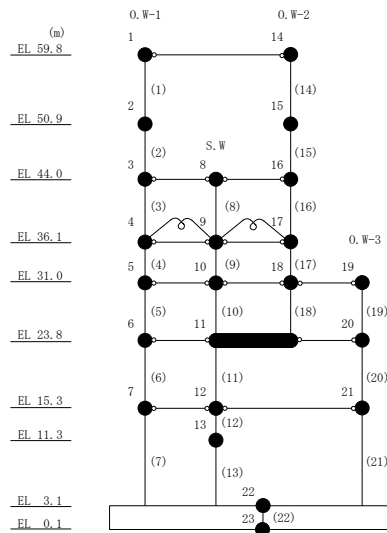 O.W-1 O.W-2
(m)
EL 59.8 1 14
(1) (14)
EL 50.9 2 15
(2) S.W (15)
EL 44.0 3 8 16
(3) (8) (16)
EL 36.1 4 9 17 O.W-3
EL 31.0 5 (4) 10 (9) 18 (17) 19
(5) (10) (18) (19)
EL 23.8 6 11 20
(6) (11) (20)
EL 15.3 7 12 21
EL 11.3 13 (12)
(7) (13) (21)
EL 3.1 22
EL 0.1 23 (22)